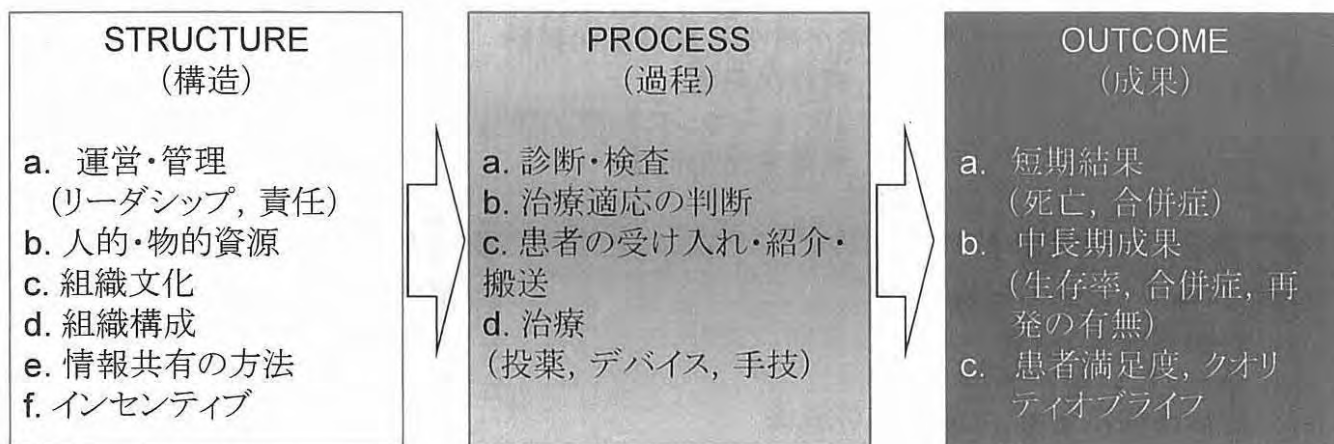 STRUCTURE
(構造)
a. 運営・管理
(リーダシップ, 責任)
b. 人的・物的資源
c. 組織文化
d. 組織構成
e. 情報共有の方法
f. インセンティブ
PROCESS
(過程)
a. 診断・検査
b. 治療適応の判断
c. 患者の受け入れ・紹介・
搬送
d. 治療
(投薬, デバイス, 手技)
OUTCOME
(成果)
a. 短期結果
(死亡, 合併症)
b. 中長期成果
(生存率, 合併症, 再
発の有無)
c. 患者満足度, クオリ
ティオブライフ